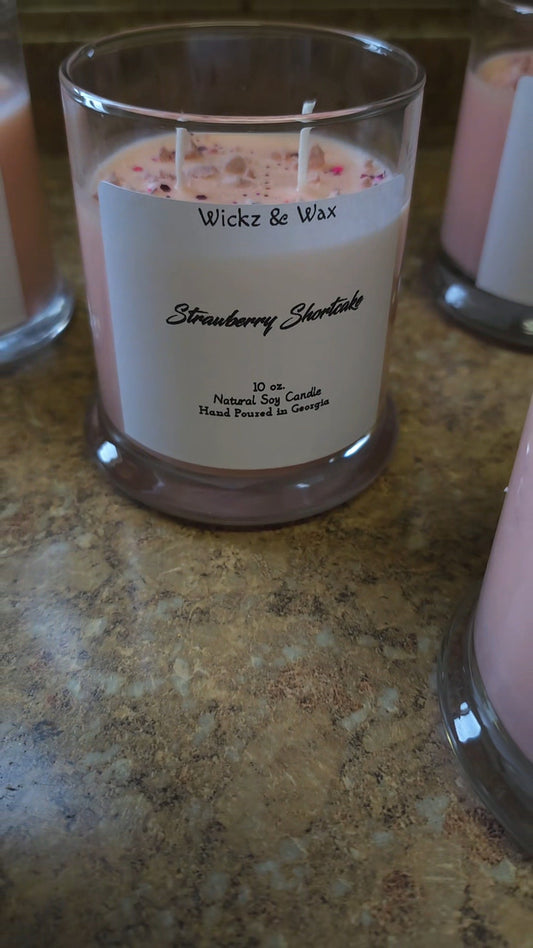 Wickz & Wax
Strawberry Shortcake
10 oz.
Natural Soy Candle
Hand Poured in Georgia